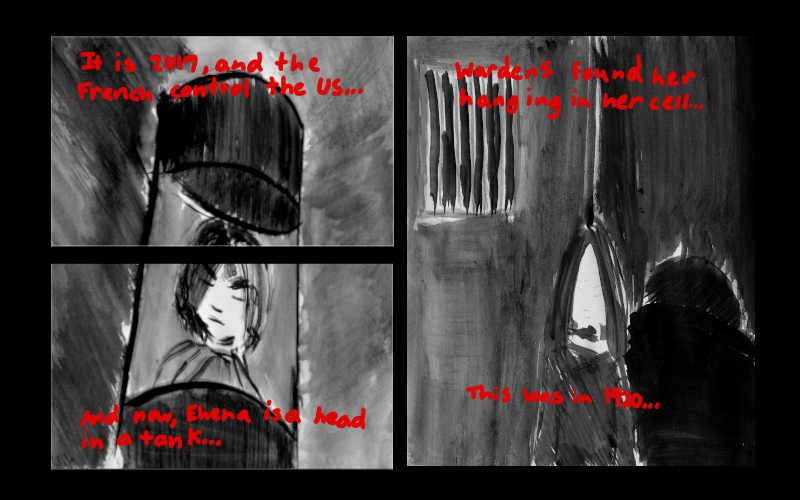 It is 2017, and the
French control the US...
And now, Ehena is a head
in a tank...
Wardens found her
hanging in her cell...
This was in 1920...